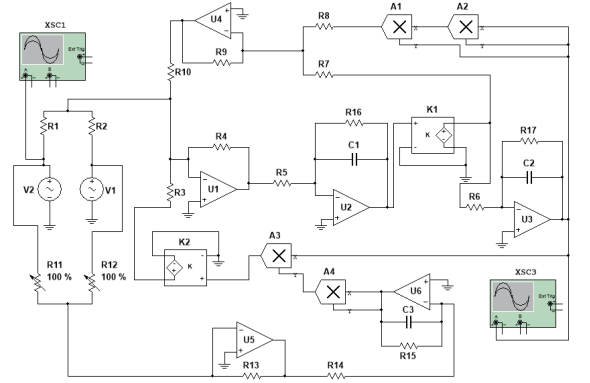 XSC1
Ext Trig
A
B
R1
R2
V2
V1
R11
100 %
R12
100 %
R10
U4
R9
R8
A1
A2
X
Y
X
Y
R7
R4
U1
R3
R5
R16
C1
U2
K1
K
R6
R17
C2
U3
K2
K
A3
X
Y
A4
X
Y
U6
C3
R15
XSC3
Ext Trig
A
B
U5
R13
R14